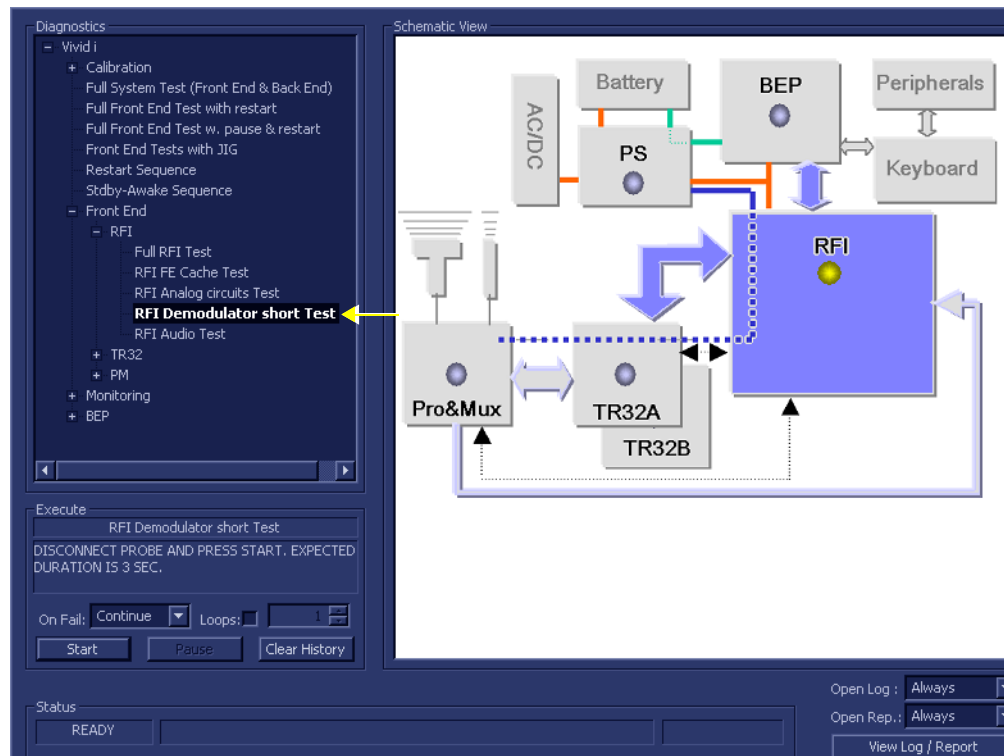 Diagnostics
Vivid i
Calibration
Full System Test (Front End & Back End)
Full Front End Test with restart
Full Front End Test w. pause & restart
Front End Tests with JIG
Restart Sequence
Stdby-Awake Sequence
Front End
RFI
Full RFI Test
RFI FE Cache Test
RFI Analog circuits Test
RFI Demodulator short Test
RFI Audio Test
TR32
PM
Monitoring
BEP
Execute
RFI Demodulator short Test
DISCONNECT PROBE AND PRESS START. EXPECTED
DURATION IS 3 SEC.
On Fail: Continue Loops: 1
Start Pause Clear History
Schematic View
AC/DC
Battery
BEP
Peripherals
PS
Keyboard
RFI
Pro&Mux
TR32A
TR32B
Status
READY
Open Log : Always
Open Rep.: Always
View Log / Report